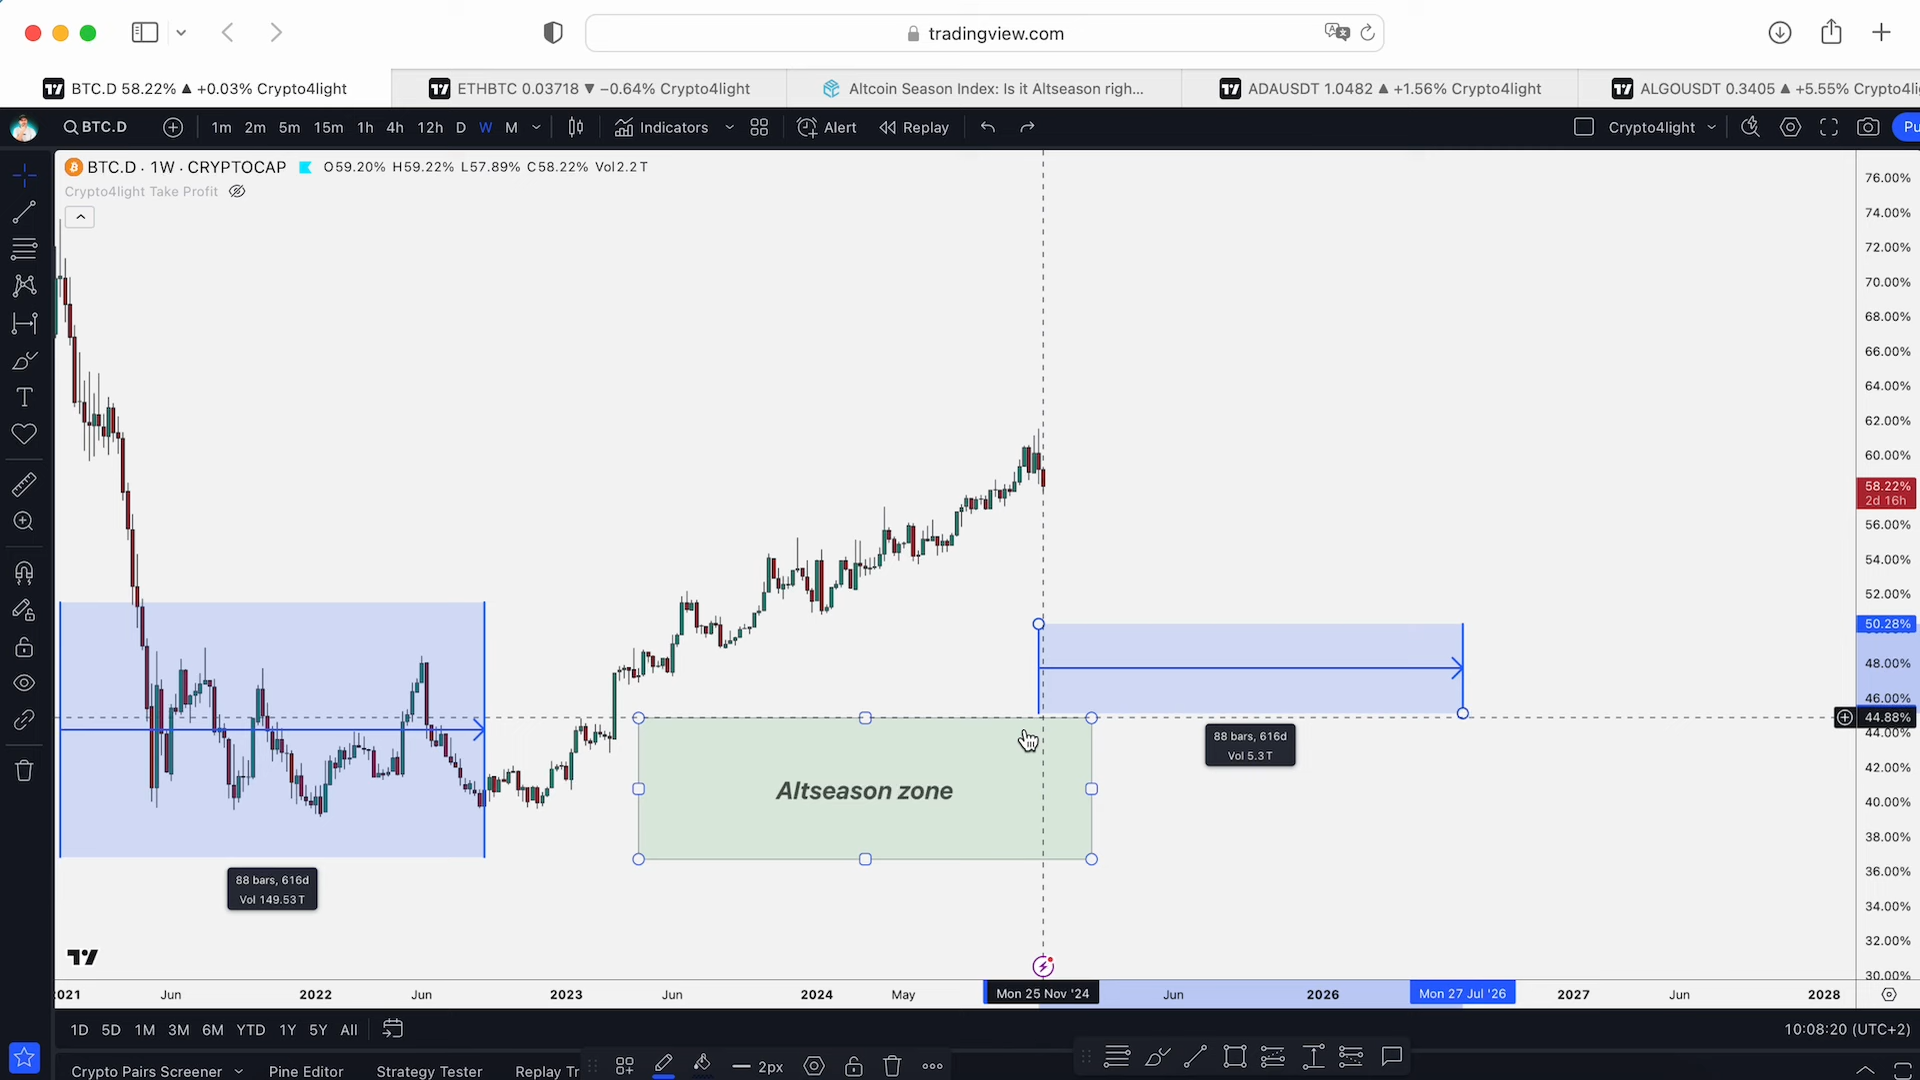 tradingview.com
BTC.D 58.22% ▲ +0.03% Crypto4light
ETHBTC 0.03718 ▼ −0.64% Crypto4light
Altcoin Season Index: Is it Altseason righ...
ADAUSDT 1.0482 ▲ +1.56% Crypto4light
ALGOUSDT 0.3405 ▲ +5.55% Crypto4li
BTC.D 1m 2m 5m 15m 1h 4h 12h D W M Indicators Alert Replay Crypto4light Pu
BTC.D · 1W · CRYPTOCAP O59.20% H59.22% L57.89% C58.22% Vol2.2T
Crypto4light Take Profit
76.00%
74.00%
72.00%
70.00%
68.00%
66.00%
64.00%
62.00%
60.00%
58.22%
2d 16h
56.00%
54.00%
52.00%
50.28%
48.00%
46.00%
44.88%
44.00%
42.00%
40.00%
38.00%
36.00%
34.00%
32.00%
30.00%
88 bars, 616d
Vol 5.3T
Altseason zone
88 bars, 616d
Vol 149.53T
2021 Jun 2022 Jun 2023 Jun 2024 May Mon 25 Nov '24 Jun 2026 Mon 27 Jul '26 2027 Jun 2028
1D 5D 1M 3M 6M YTD 1Y 5Y All 10:08:20 (UTC+2)
Crypto Pairs Screener Pine Editor Strategy Tester Replay Tr 2px